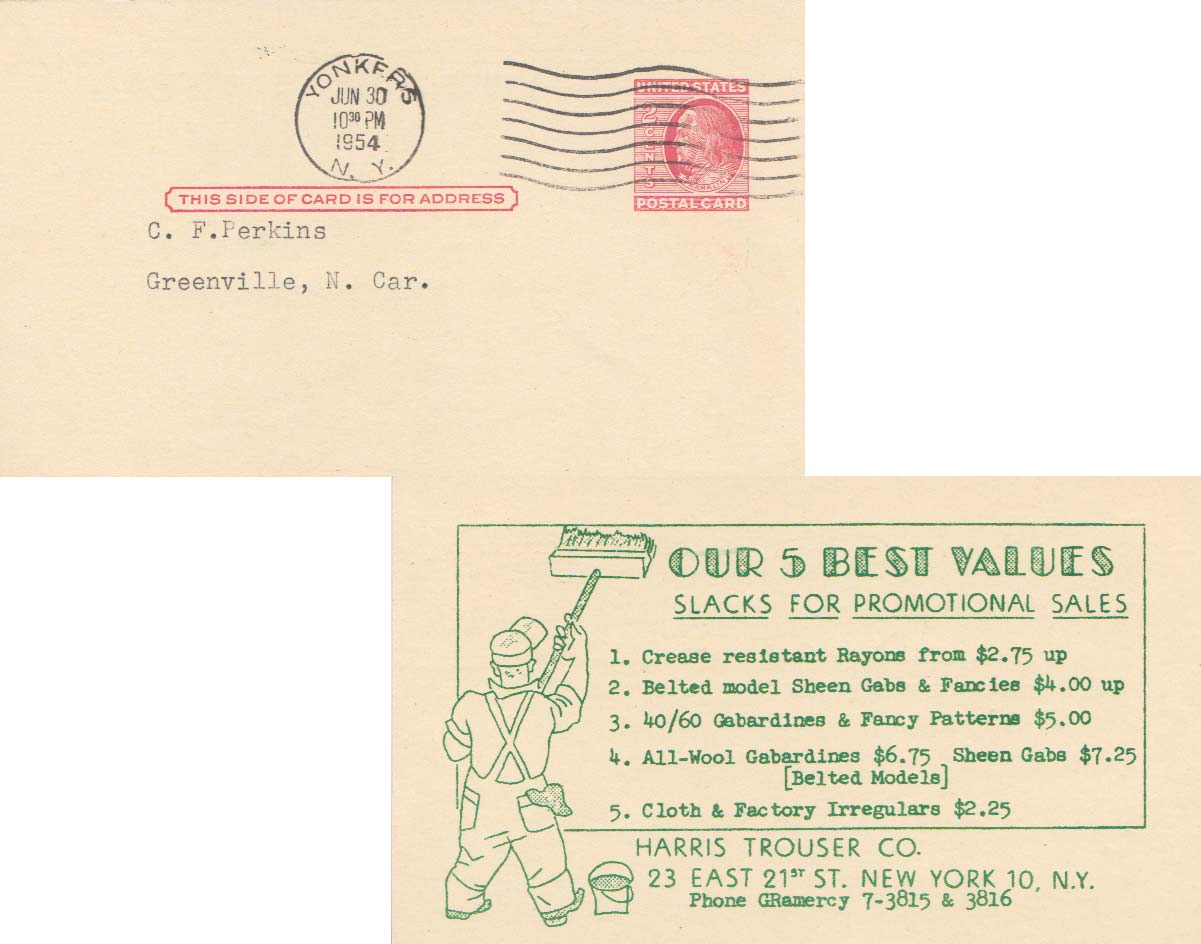 YONKERS
JUN 30
10³⁰ PM
1954
N. Y.
UNITED STATES
2 CENTS
FRANKLIN
POSTAL CARD
THIS SIDE OF CARD IS FOR ADDRESS
C. F.Perkins
Greenville, N. Car.
OUR 5 BEST VALUES
SLACKS FOR PROMOTIONAL SALES
1. Crease resistant Rayons from $2.75 up
2. Belted model Sheen Gabs & Fancies $4.00 up
3. 40/60 Gabardines & Fancy Patterns $5.00
4. All-Wool Gabardines $6.75 Sheen Gabs $7.25
[Belted Models]
5. Cloth & Factory Irregulars $2.25
HARRIS TROUSER CO.
23 EAST 21ST ST. NEW YORK 10, N.Y.
Phone GRamercy 7-3815 & 3816